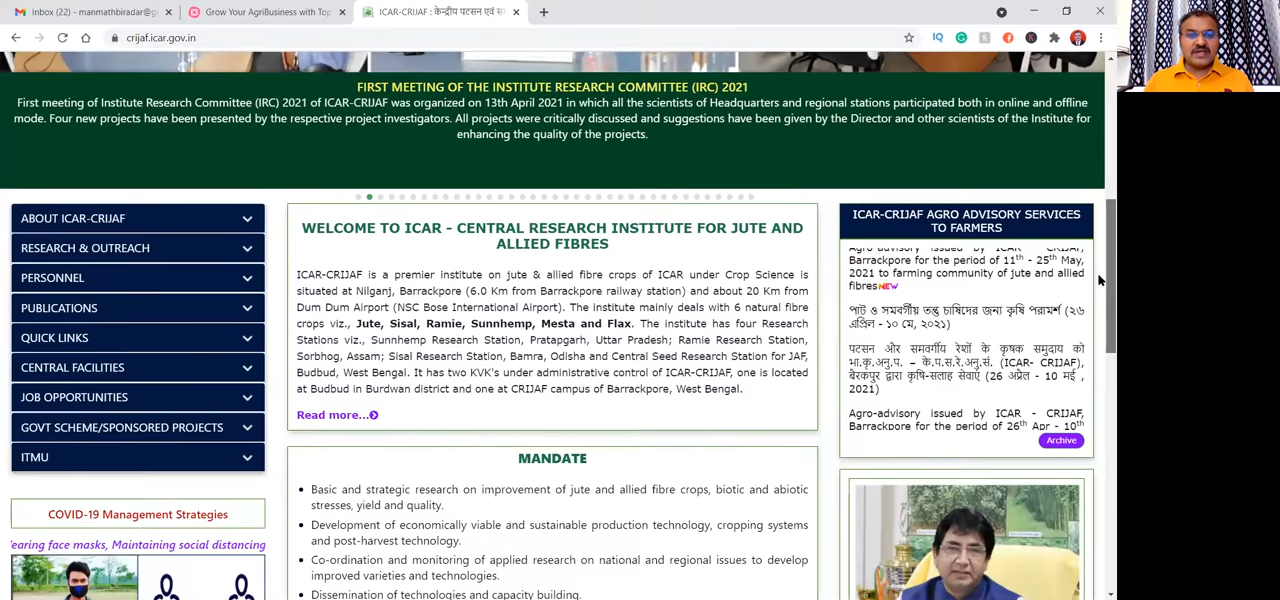 Inbox (22) - manmathbiradar@g
Grow Your AgriBusiness with Top
ICAR-CRIJAF : केन्द्रीय पटसन एवं सम
crijaf.icar.gov.in
FIRST MEETING OF THE INSTITUTE RESEARCH COMMITTEE (IRC) 2021
First meeting of Institute Research Committee (IRC) 2021 of ICAR-CRIJAF was organized on 13th April 2021 in which all the scientists of Headquarters and regional stations participated both in online and offline
mode. Four new projects have been presented by the respective project investigators. All projects were critically discussed and suggestions have been given by the Director and other scientists of the Institute for
enhancing the quality of the projects.
ABOUT ICAR-CRIJAF
RESEARCH & OUTREACH
PERSONNEL
PUBLICATIONS
QUICK LINKS
CENTRAL FACILITIES
JOB OPPORTUNITIES
GOVT SCHEME/SPONSORED PROJECTS
ITMU
COVID-19 Management Strategies
earing face masks, Maintaining social distancing
WELCOME TO ICAR - CENTRAL RESEARCH INSTITUTE FOR JUTE AND
ALLIED FIBRES
ICAR-CRIJAF is a premier institute on jute & allied fibre crops of ICAR under Crop Science is
situated at Nilganj, Barrackpore (6.0 Km from Barrackpore railway station) and about 20 Km from
Dum Dum Airport (NSC Bose International Airport). The institute mainly deals with 6 natural fibre
crops viz., Jute, Sisal, Ramie, Sunnhemp, Mesta and Flax. The institute has four Research
Stations viz., Sunnhemp Research Station, Pratapgarh, Uttar Pradesh; Ramie Research Station,
Sorbhog, Assam; Sisal Research Station, Bamra, Odisha and Central Seed Research Station for JAF,
Budbud, West Bengal. It has two KVK's under administrative control of ICAR-CRIJAF, one is located
at Budbud in Burdwan district and one at CRIJAF campus of Barrackpore, West Bengal.
Read more...
MANDATE
Basic and strategic research on improvement of jute and allied fibre crops, biotic and abiotic
stresses, yield and quality.
Development of economically viable and sustainable production technology, cropping systems
and post-harvest technology.
Co-ordination and monitoring of applied research on national and regional issues to develop
improved varieties and technologies.
Dissemination of technologies and capacity building.
ICAR-CRIJAF AGRO ADVISORY SERVICES
TO FARMERS
Agro-advisory issued by ICAR - CRIJAF,
Barrackpore for the period of 11th - 25th May,
2021 to farming community of jute and allied
fibres NEW
পাট ও সমবর্গীয় তন্তু চাষিদের জন্য কৃষি পরামর্শ (২৬
এপ্রিল - ১০ মে, ২০২১)
पटसन और समवर्गीय रेशों के कृषक समुदाय को
भा.कृ.अनु.प. – के.प.स.रे.अनु.सं. (ICAR- CRIJAF),
बेरकपुर द्वारा कृषि-सलाह सेवाएं (26 अप्रैल - 10 मई ,
2021)
Agro-advisory issued by ICAR - CRIJAF,
Barrackpore for the period of 26th Apr - 10th
Archive